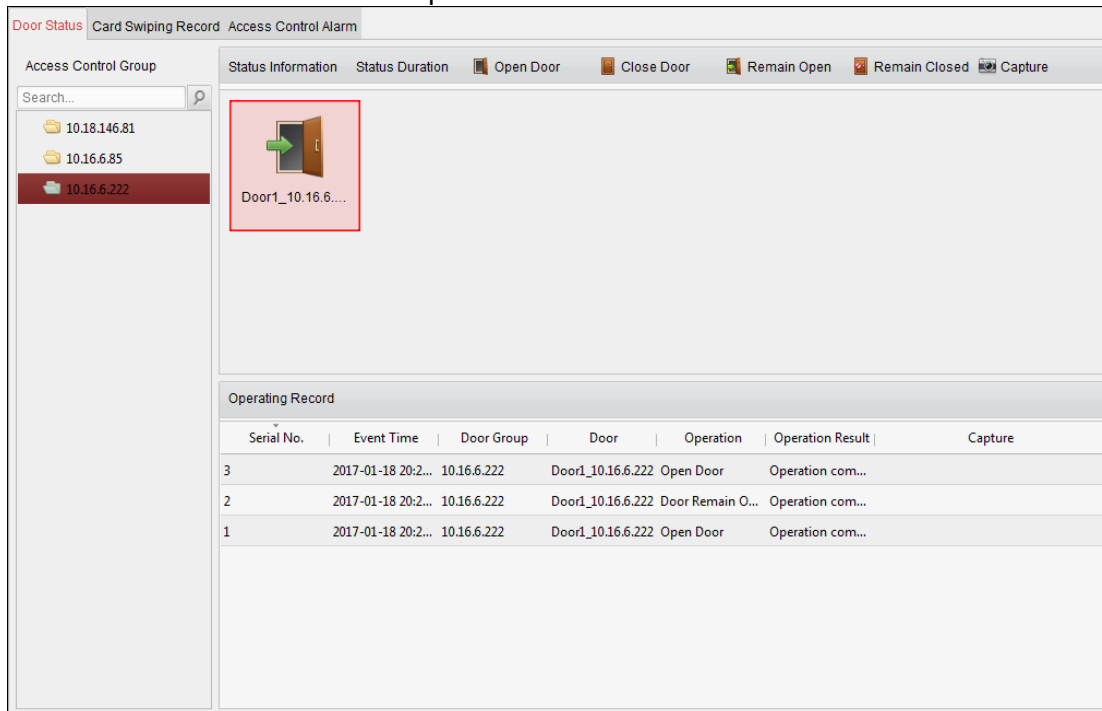 Door Status Card Swiping Record Access Control Alarm
Access Control Group
Search...
10.18.146.81
10.16.6.85
10.16.6.222
Status Information Status Duration Open Door Close Door Remain Open Remain Closed Capture
Door1_10.16.6....
Operating Record
Serial No. Event Time Door Group Door Operation Operation Result Capture
3 2017-01-18 20:2... 10.16.6.222 Door1_10.16.6.222 Open Door Operation com...
2 2017-01-18 20:2... 10.16.6.222 Door1_10.16.6.222 Door Remain O... Operation com...
1 2017-01-18 20:2... 10.16.6.222 Door1_10.16.6.222 Open Door Operation com...